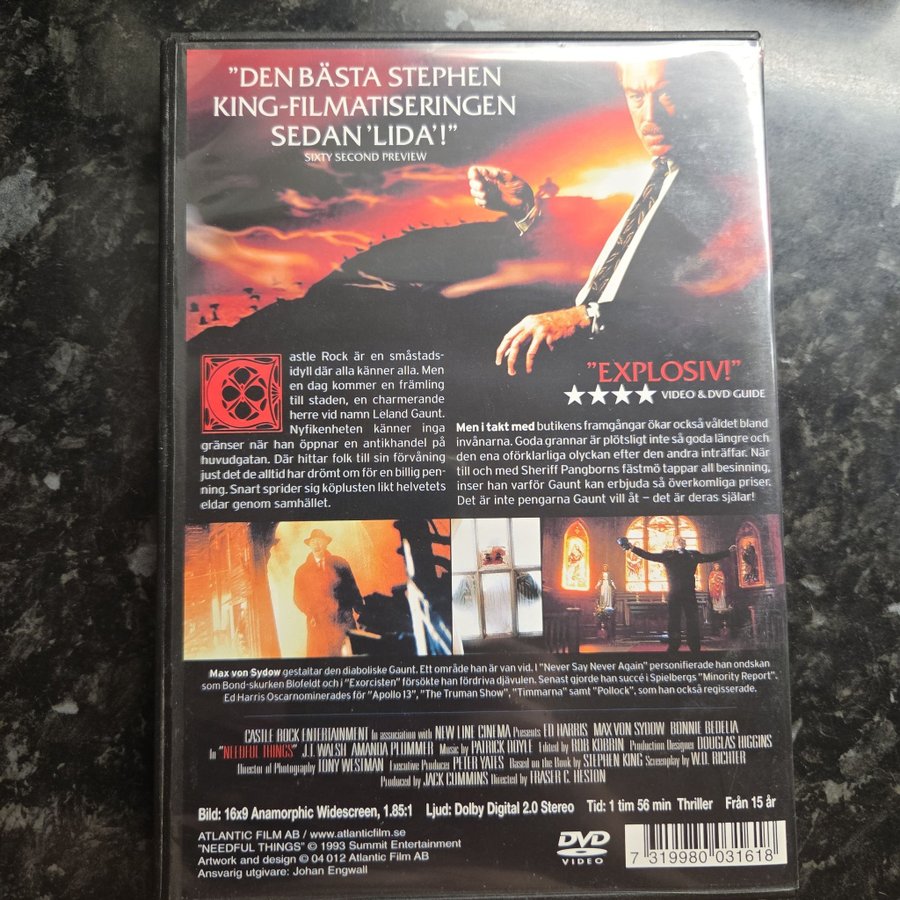 "DEN BÄSTA STEPHEN
KING-FILMATISERINGEN
SEDAN 'LIDA'!"
SIXTY SECOND PREVIEW
Castle Rock är en småstads-
idyll där alla känner alla. Men
en dag kommer en främling
till staden, en charmerande
herre vid namn Leland Gaunt.
Nyfikenheten känner inga
gränser när han öppnar en antikhandel på
huvudgatan. Där hittar folk till sin förvåning
just det de alltid har drömt om för en billig pen-
ning. Snart sprider sig köplusten likt helvetets
eldar genom samhället.
"EXPLOSIV!"
★★★★ VIDEO & DVD GUIDE
Men i takt med butikens framgångar ökar också våldet bland
invånarna. Goda grannar är plötsligt inte så goda längre och
den ena oförklarliga olyckan efter den andra inträffar. När
till och med Sheriff Pangborns fästmö tappar all besinning,
inser han varför Gaunt kan erbjuda så överkomliga priser.
Det är inte pengarna Gaunt vill åt – det är deras själar!
Max von Sydow gestaltar den diaboliske Gaunt. Ett område han är van vid. I "Never Say Never Again" personifierade han ondskan
som Bond-skurken Blofeldt och i "Exorcisten" försökte han fördriva djävulen. Senast gjorde han succé i Spielbergs "Minority Report".
Ed Harris Oscarnominerades för "Apollo 13", "The Truman Show", "Timmarna" samt "Pollock", som han också regisserade.
CASTLE ROCK ENTERTAINMENT In association with NEW LINE CINEMA Presents ED HARRIS MAX VON SYDOW BONNIE BEDELIA
In "NEEDFUL THINGS" J.T. WALSH AMANDA PLUMMER Music by PATRICK DOYLE Edited by ROB KOBRIN Production Designer DOUGLAS HIGGINS
Director of Photography TONY WESTMAN Executive Producer PETER YATES Based on the Book by STEPHEN KING Screenplay by W.D. RICHTER
Produced by JACK CUMMINS Directed by FRASER C. HESTON
Bild: 16x9 Anamorphic Widescreen, 1.85:1 Ljud: Dolby Digital 2.0 Stereo Tid: 1 tim 56 min Thriller Från 15 år
ATLANTIC FILM AB / www.atlanticfilm.se
"NEEDFUL THINGS" © 1993 Summit Entertainment
Artwork and design © 04 012 Atlantic Film AB
Ansvarig utgivare: Johan Engwall
DVD
VIDEO
7 319980 031618